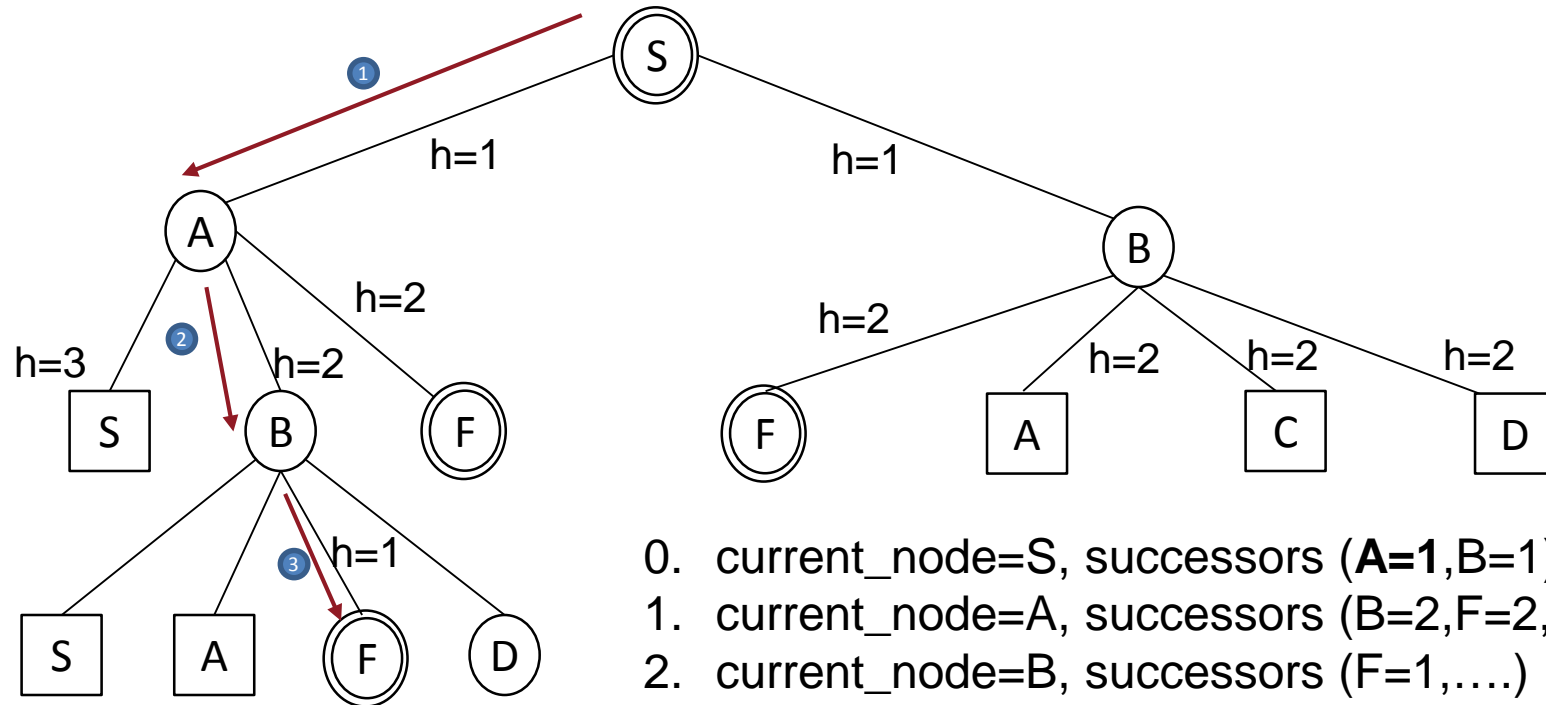 S
1
h=1
h=1
A
B
h=2
h=2
2
h=3
h=2
h=2
h=2
h=2
S
B
F
F
A
C
D
3
h=1
S
A
F
D
0. current_node=S, successors (A=1,B=1)
1. current_node=A, successors (B=2,F=2,
2. current_node=B, successors (F=1,….)